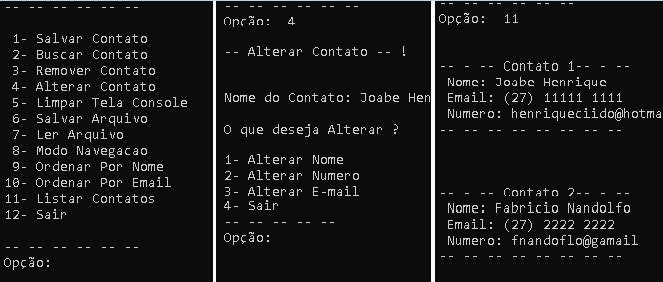 -- -- -- -- -- --
1- Salvar Contato
2- Buscar Contato
3- Remover Contato
4- Alterar Contato
5- Limpar Tela Console
6- Salvar Arquivo
7- Ler Arquivo
8- Modo Navegacao
9- Ordenar Por Nome
10- Ordenar Por Email
11- Listar Contatos
12- Sair
-- -- -- -- -- --
Opção:
-- -- -- -- -- --
Opção: 4
-- Alterar Contato -- !
Nome do Contato: Joabe Hen
O que deseja Alterar ?
1- Alterar Nome
2- Alterar Numero
3- Alterar E-mail
4- Sair
-- -- -- -- --
Opção:
-- -- -- -- -- --
Opção: 11
-- - -- Contato 1-- - --
Nome: Joabe Henrique
Email: (27) 11111 1111
Numero: henriqueciido@hotma
-- -- -- -- -- -- --
-- - -- Contato 2-- - --
Nome: Fabricio Nandolfo
Email: (27) 2222 2222
Numero: fnandoflo@gamail
-- -- -- -- -- -- --